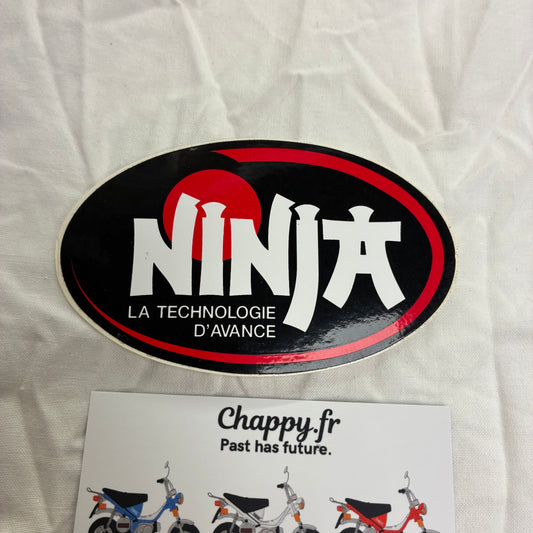 NINJA
LA TECHNOLOGIE
D'AVANCE
Chappy.fr
Past has future.